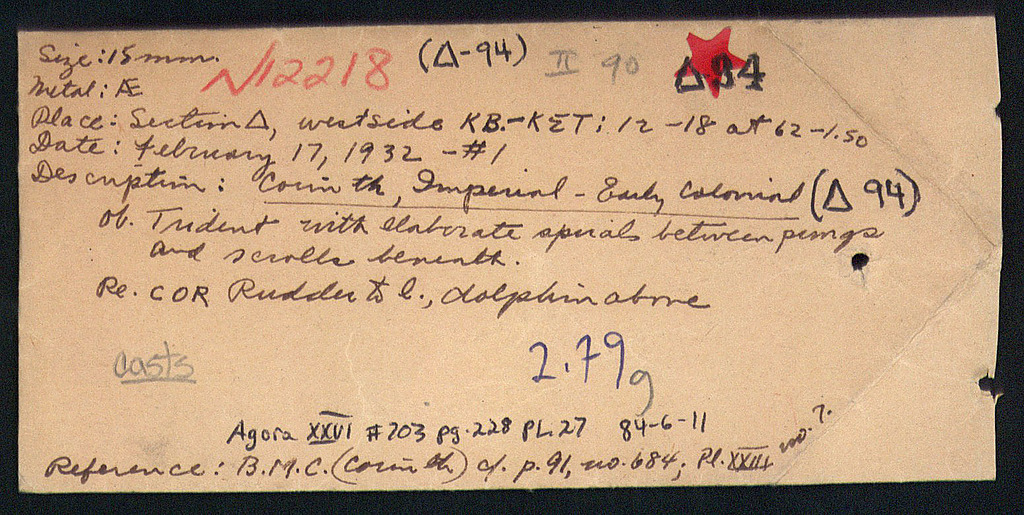 Size: 15 mm. N12218 (Δ-94) II 90 Δ 94
Metal: Æ
Place: Section Δ, westside KB.-KΣT: 12 -18 at 62 -1.50
Date: February 17, 1932 - #1
Description: Corinth, Imperial - Early Colonial (Δ 94)
Ob. Trident with elaborate spirals between prongs
and scrolls beneath.
Re. COR Rudder to l., dolphin above
2.79g
casts
Agora XXVI #703 pg. 228 PL. 27 84-6-11
Reference: B.M.C. (Corinth) cf. p. 91, no. 684; Pl. XXIII no. 7.